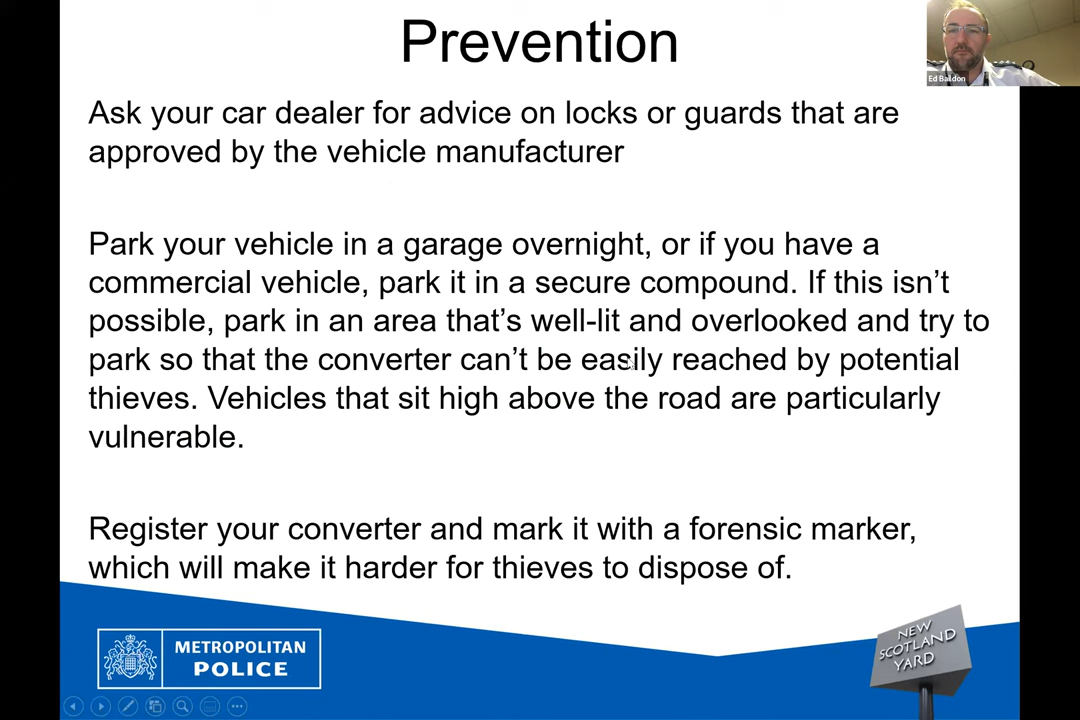 Prevention
Ed Baildon
Ask your car dealer for advice on locks or guards that are
approved by the vehicle manufacturer
Park your vehicle in a garage overnight, or if you have a
commercial vehicle, park it in a secure compound. If this isn’t
possible, park in an area that’s well-lit and overlooked and try to
park so that the converter can’t be easily reached by potential
thieves. Vehicles that sit high above the road are particularly
vulnerable.
Register your converter and mark it with a forensic marker,
which will make it harder for thieves to dispose of.
METROPOLITAN
POLICE
NEW
SCOTLAND
YARD